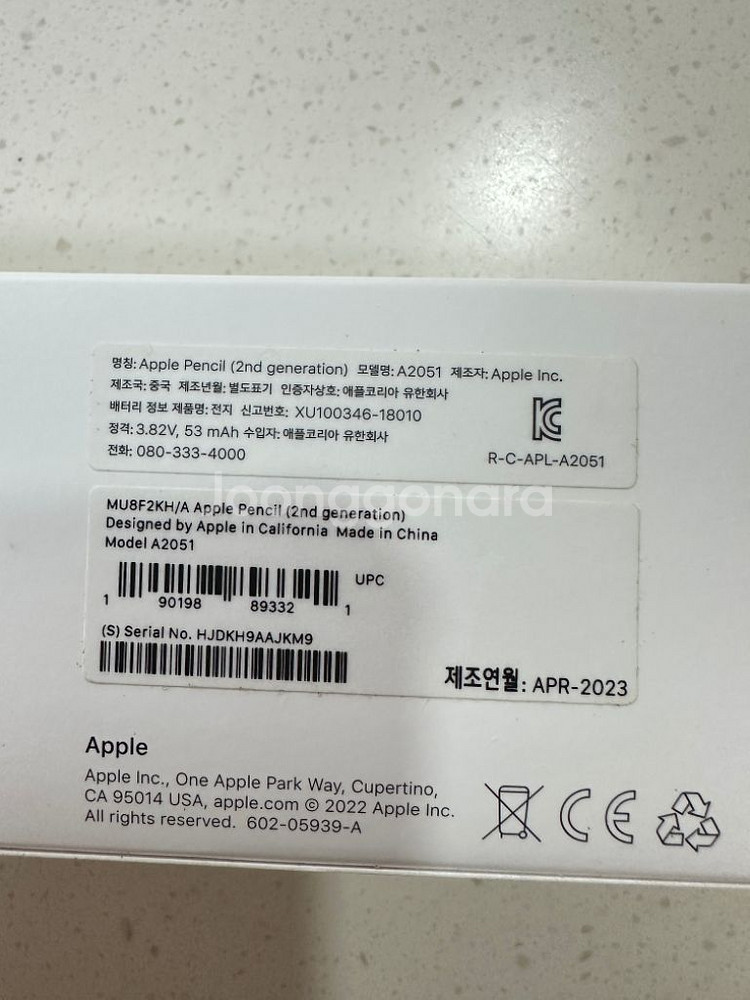 명칭: Apple Pencil (2nd generation) 모델명: A2051 제조자: Apple Inc.
제조국: 중국 제조년월: 별도표기 인증자상호: 애플코리아 유한회사
배터리 정보 제품명: 전지 신고번호: XU100346-18010
정격: 3.82V, 53 mAh 수입자: 애플코리아 유한회사
전화: 080-333-4000
R-C-APL-A2051
joonggonara
MU8F2KH/A Apple Pencil (2nd generation)
Designed by Apple in California Made in China
Model A2051
UPC
1 90198 89332 1
(S) Serial No. HJDKH9AAJKM9
제조연월: APR-2023
Apple
Apple Inc., One Apple Park Way, Cupertino,
CA 95014 USA, apple.com © 2022 Apple Inc.
All rights reserved. 602-05939-A
CE